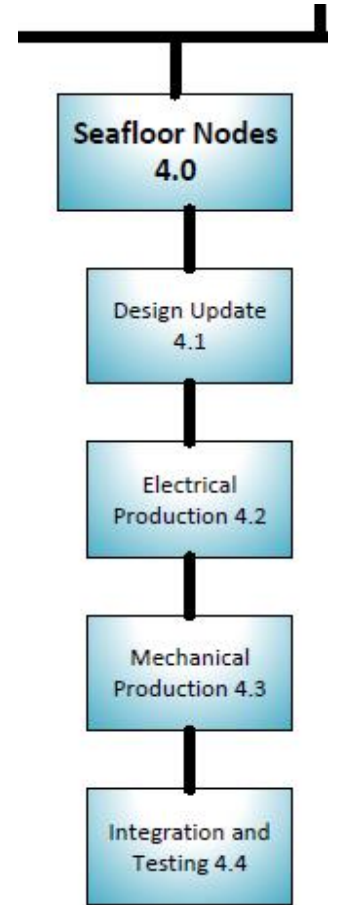 Seafloor Nodes
4.0
Design Update
4.1
Electrical
Production 4.2
Mechanical
Production 4.3
Integration and
Testing 4.4